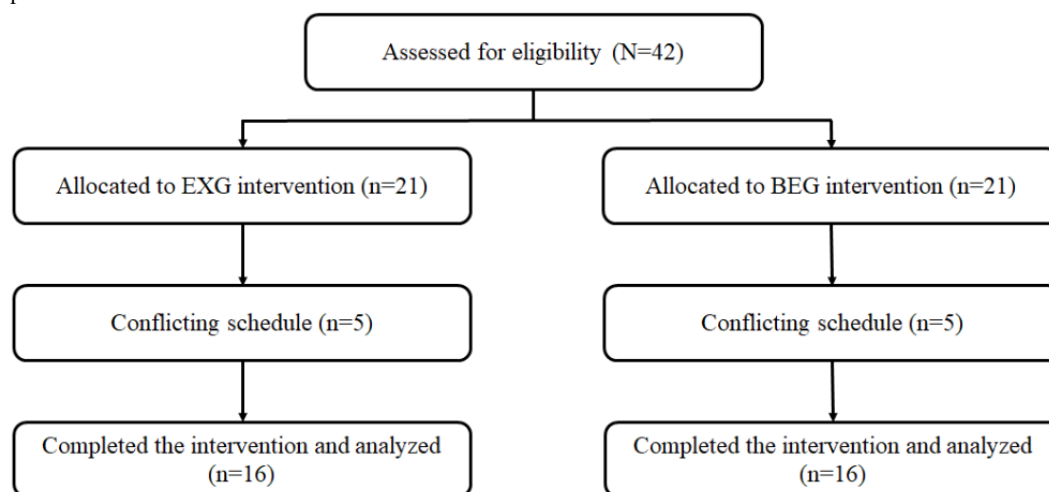 Assessed for eligibility (N=42)
Allocated to EXG intervention (n=21)
Allocated to BEG intervention (n=21)
Conflicting schedule (n=5)
Conflicting schedule (n=5)
Completed the intervention and analyzed
(n=16)
Completed the intervention and analyzed
(n=16)